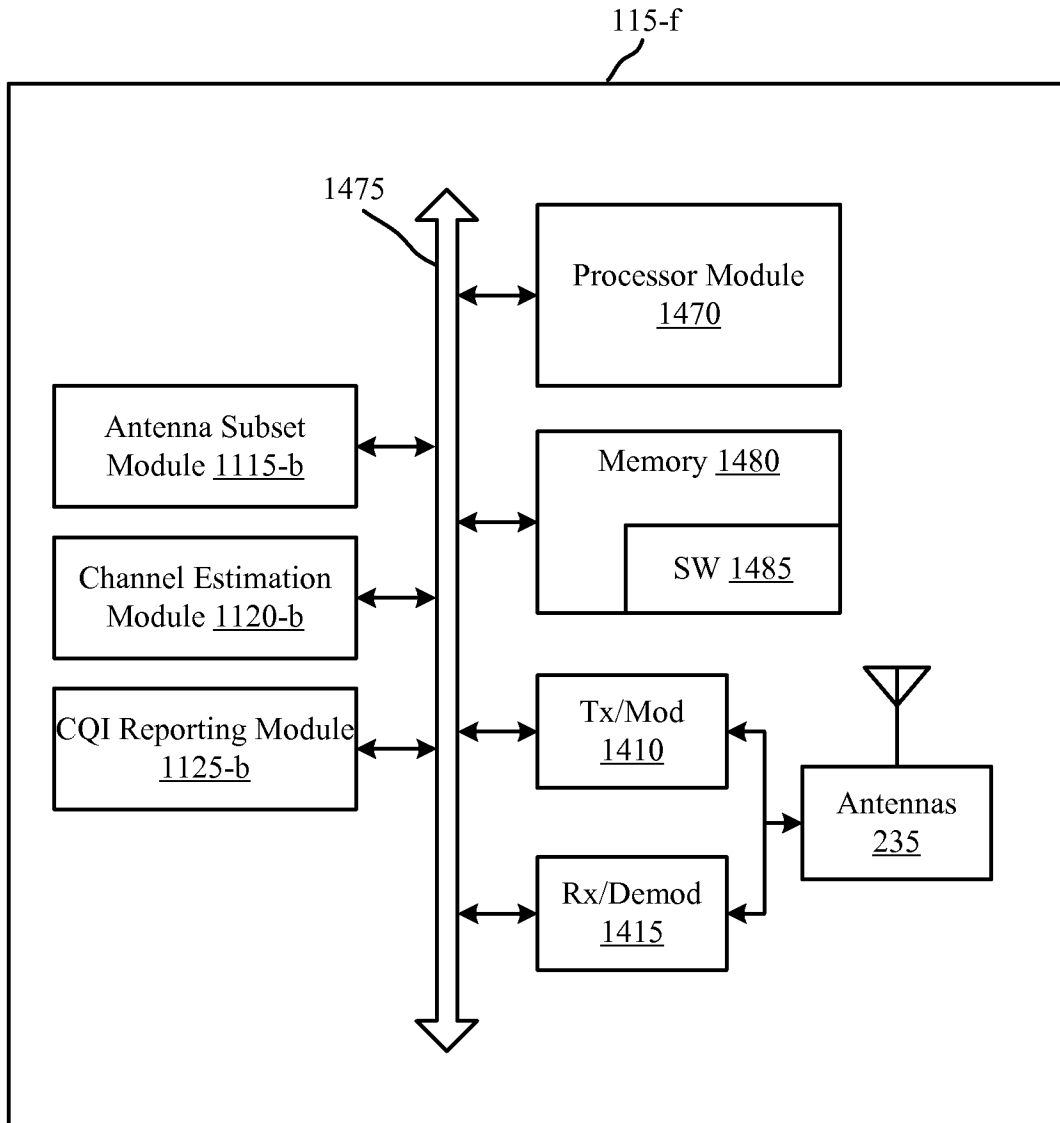 115-f
1475
Processor Module
1470
Antenna Subset
Module 1115-b
Memory 1480
SW 1485
Channel Estimation
Module 1120-b
CQI Reporting Module
1125-b
Tx/Mod
1410
Antennas
235
Rx/Demod
1415